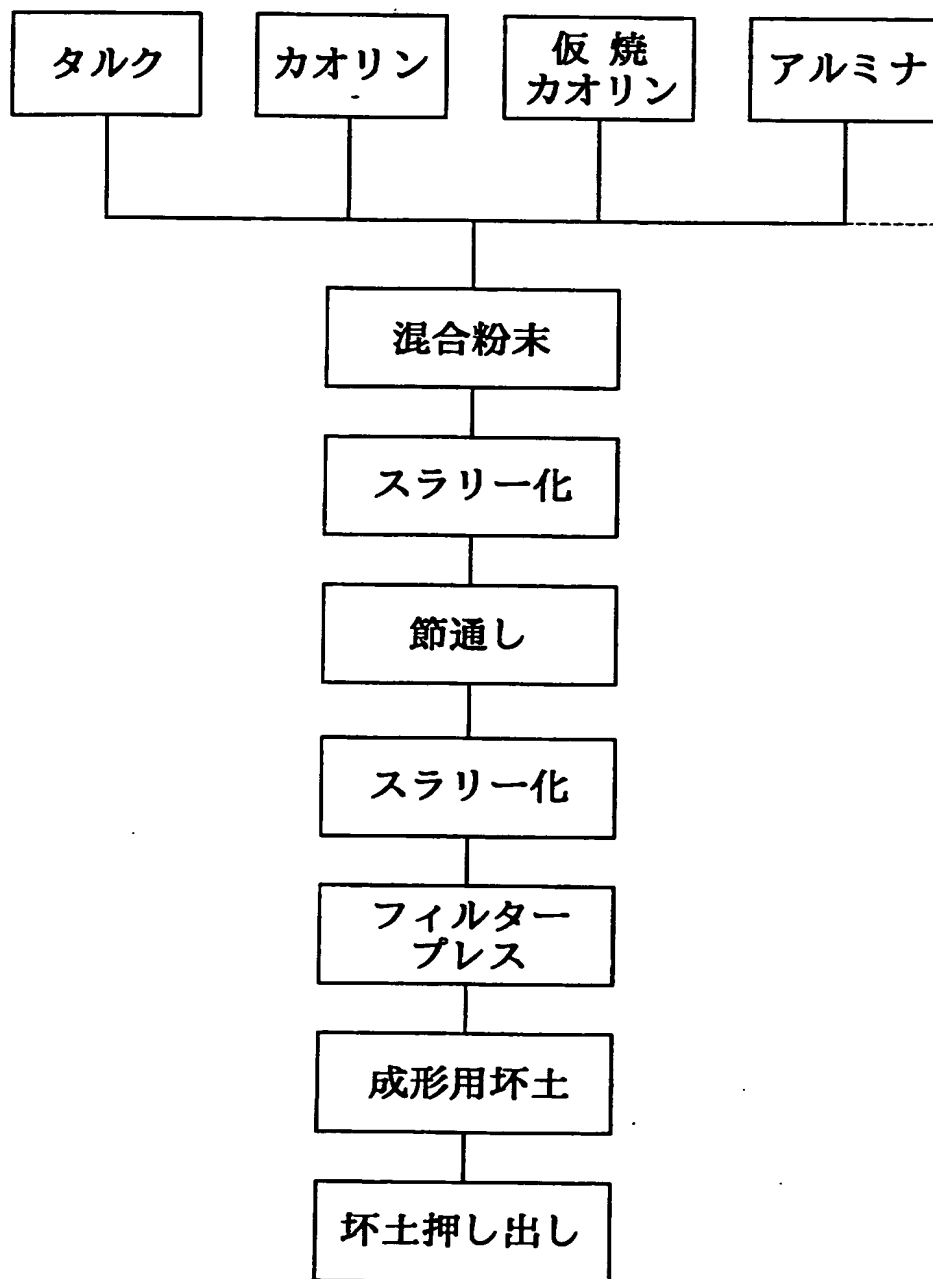 タルク
カオリン
仮焼
カオリン
アルミナ
混合粉末
スラリー化
節通し
スラリー化
フィルター
プレス
成形用坏土
坏土押し出し